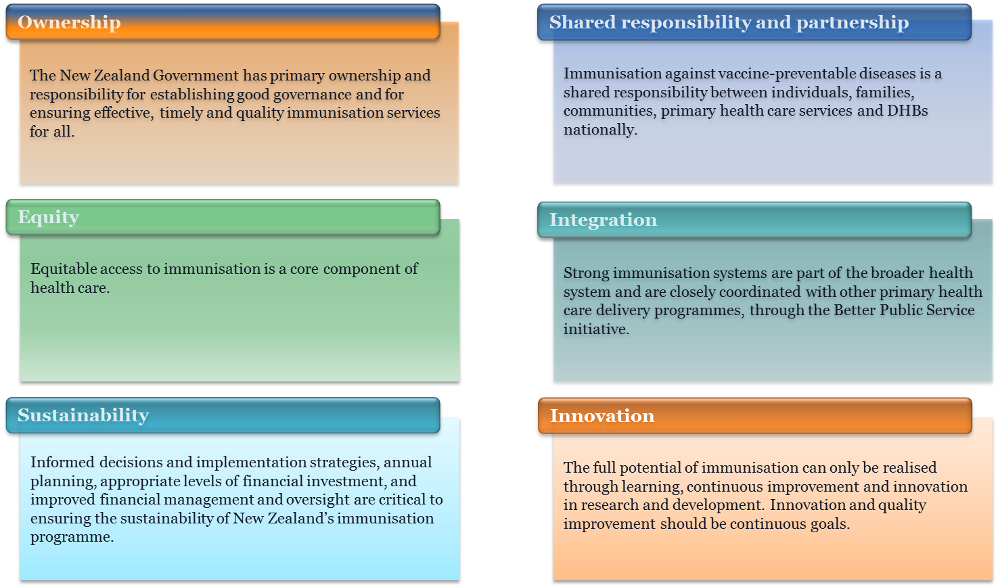 Ownership
The New Zealand Government has primary ownership and
responsibility for establishing good governance and for
ensuring effective, timely and quality immunisation services
for all.
Shared responsibility and partnership
Immunisation against vaccine-preventable diseases is a
shared responsibility between individuals, families,
communities, primary health care services and DHBs
nationally.
Equity
Equitable access to immunisation is a core component of
health care.
Integration
Strong immunisation systems are part of the broader health
system and are closely coordinated with other primary health
care delivery programmes, through the Better Public Service
initiative.
Sustainability
Informed decisions and implementation strategies, annual
planning, appropriate levels of financial investment, and
improved financial management and oversight are critical to
ensuring the sustainability of New Zealand’s immunisation
programme.
Innovation
The full potential of immunisation can only be realised
through learning, continuous improvement and innovation
in research and development. Innovation and quality
improvement should be continuous goals.